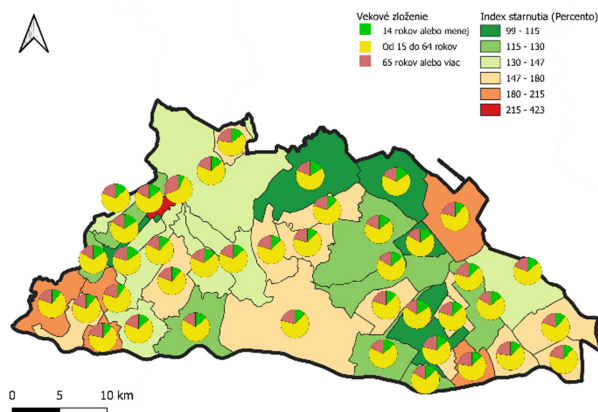 Vekové zloženie
14 rokov alebo menej
Od 15 do 64 rokov
65 rokov alebo viac
Index starnutia (Percento)
99 - 115
115 - 130
130 - 147
147 - 180
180 - 215
215 - 423
0 5 10 km